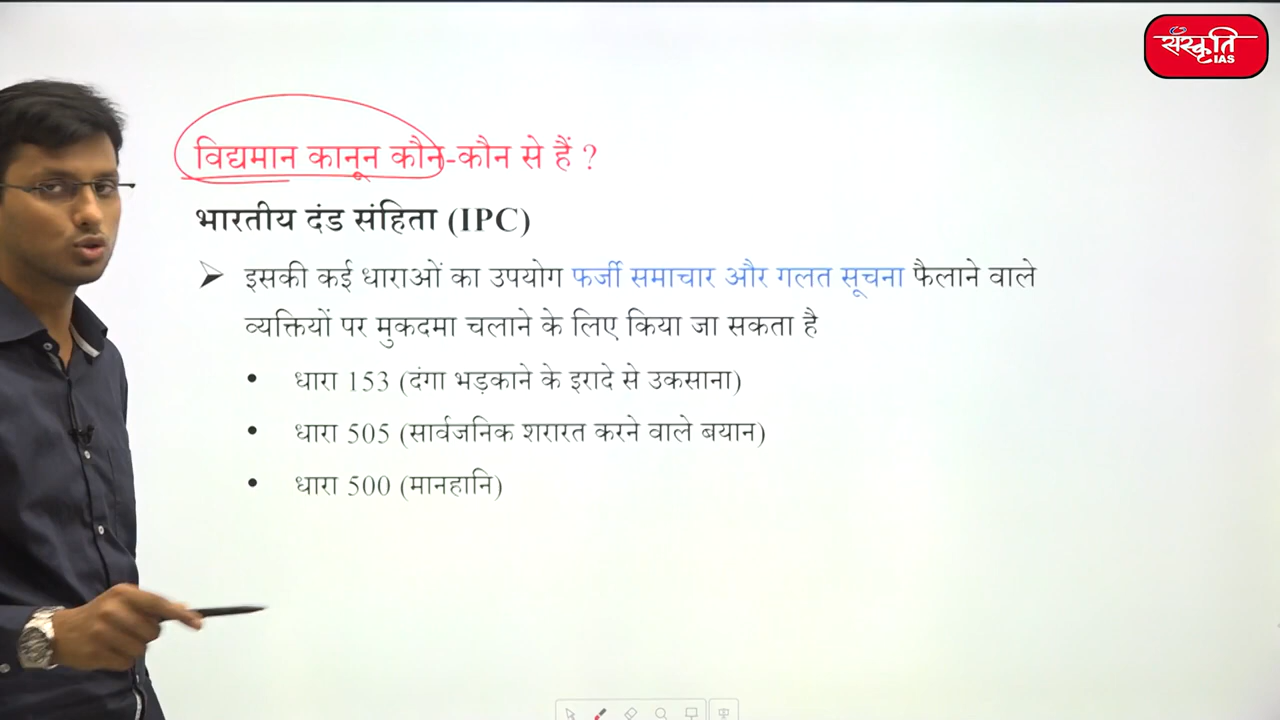 संस्कृति
IAS
विद्यमान कानून कौन-कौन से हैं ?
भारतीय दंड संहिता (IPC)
इसकी कई धाराओं का उपयोग फर्जी समाचार और गलत सूचना फैलाने वाले
व्यक्तियों पर मुकदमा चलाने के लिए किया जा सकता है
• धारा 153 (दंगा भड़काने के इरादे से उकसाना)
• धारा 505 (सार्वजनिक शरारत करने वाले बयान)
• धारा 500 (मानहानि)